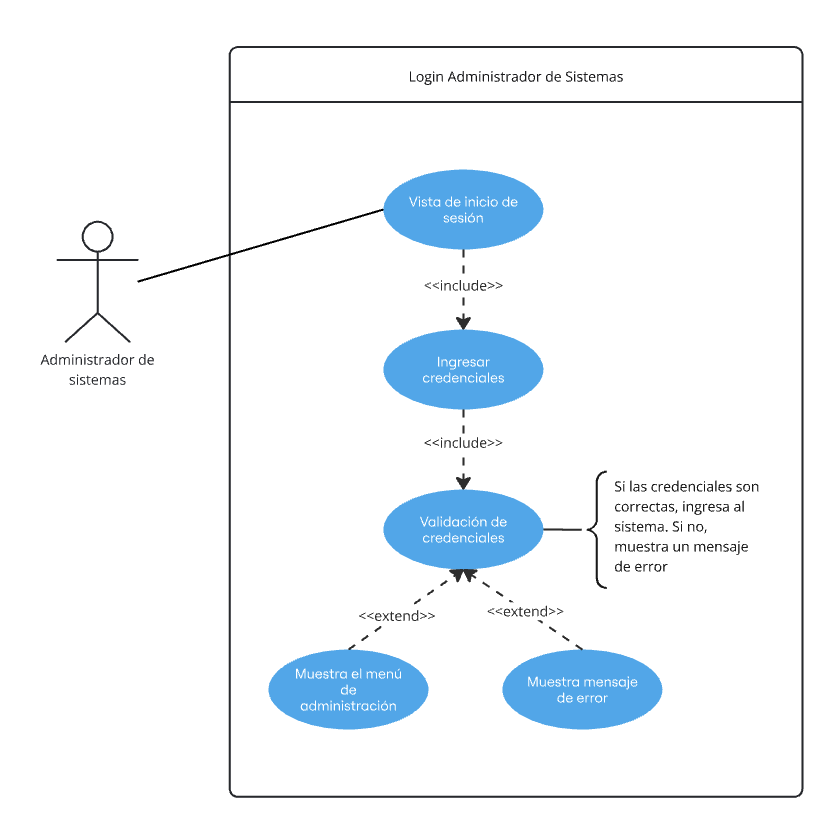 Login Administrador de Sistemas
Vista de inicio de
sesión
<<include>>
Administrador de
sistemas
Ingresar
credenciales
<<include>>
Validación de
credenciales
Si las credenciales son
correctas, ingresa al
sistema. Si no,
muestra un mensaje
de error
<<extend>>
<<extend>>
Muestra el menú
de
administración
Muestra mensaje
de error